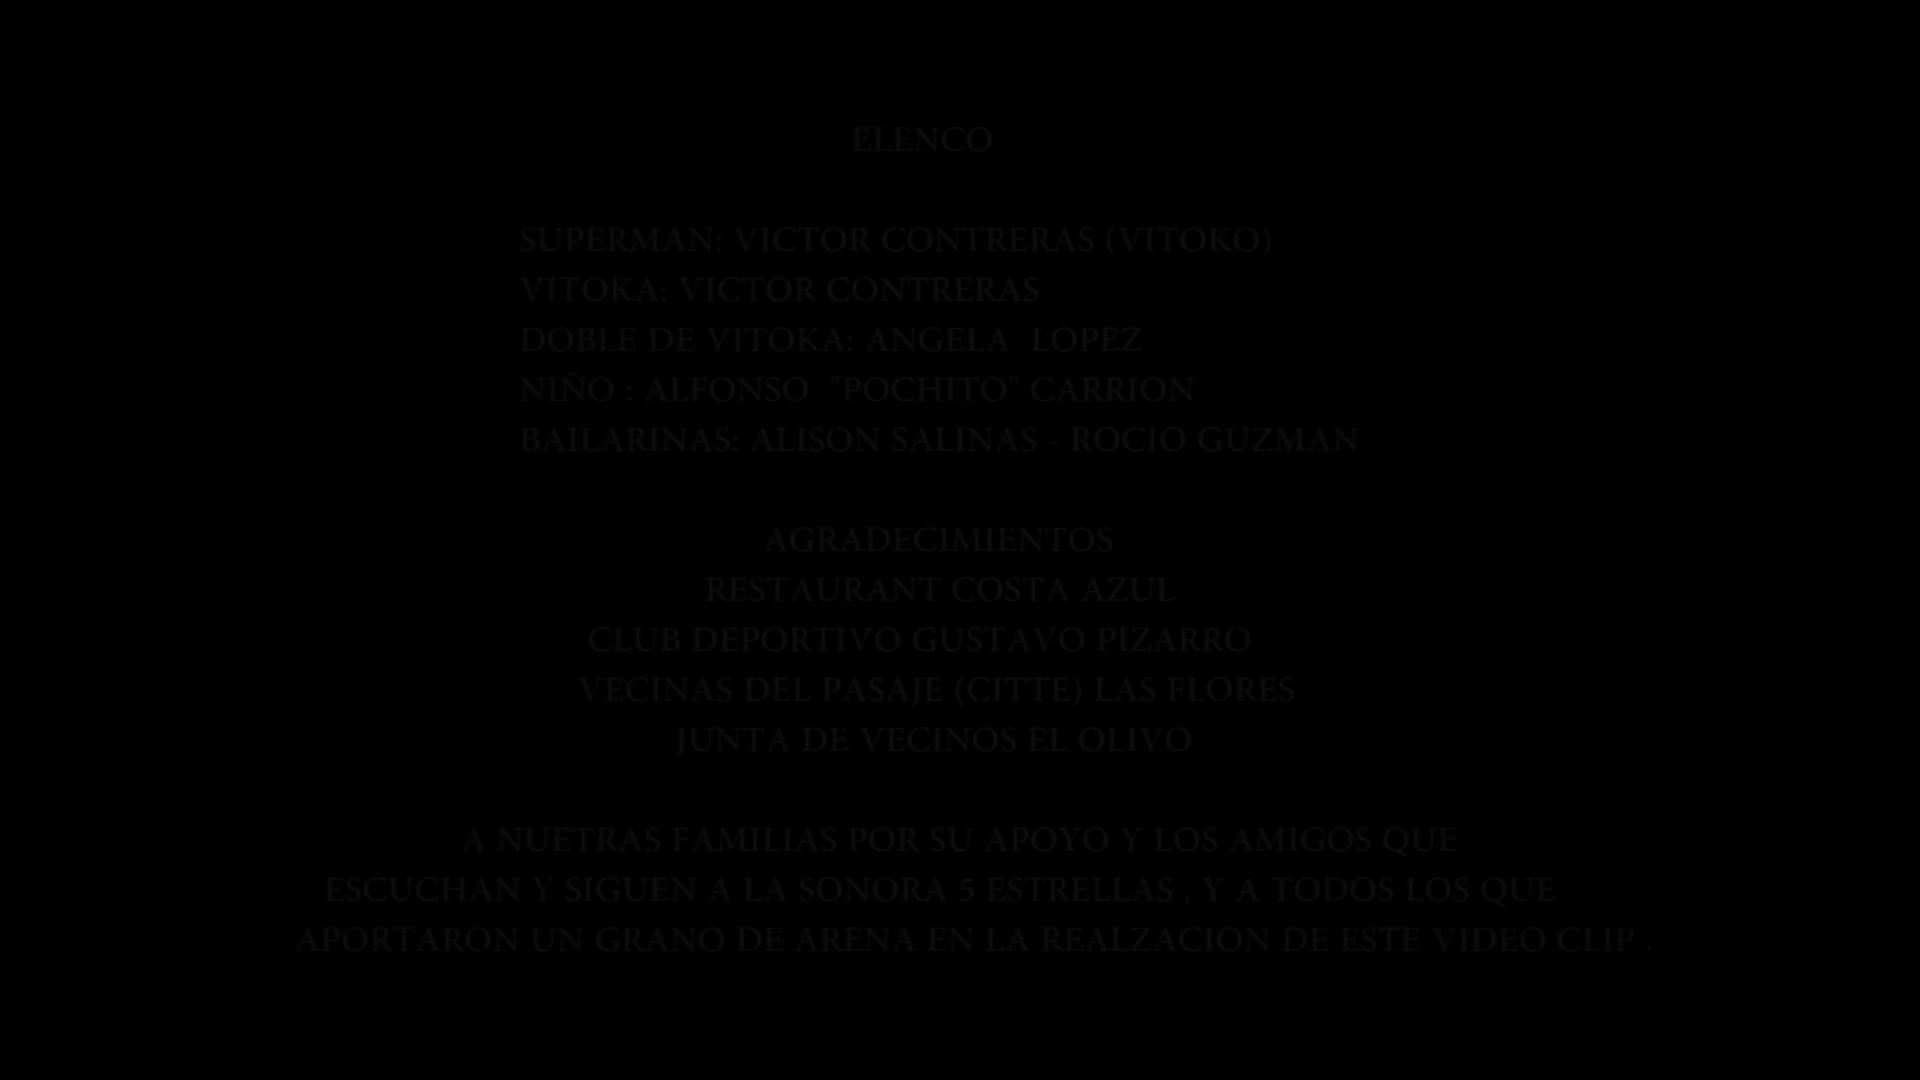 ELENCO
SUPERMAN: VICTOR CONTRERAS (VITOKO)
VITOKA: VICTOR CONTRERAS
DOBLE DE VITOKA: ANGELA LOPEZ
NIÑO : ALFONSO "POCHITO" CARRION
BAILARINAS: ALISON SALINAS - ROCIO GUZMAN
AGRADECIMIENTOS
RESTAURANT COSTA AZUL
CLUB DEPORTIVO GUSTAVO PIZARRO
VECINAS DEL PASAJE (CITTE) LAS FLORES
JUNTA DE VECINOS EL OLIVO
A NUETRAS FAMILIAS POR SU APOYO Y LOS AMIGOS QUE
ESCUCHAN Y SIGUEN A LA SONORA 5 ESTRELLAS , Y A TODOS LOS QUE
APORTARON UN GRANO DE ARENA EN LA REALZACION DE ESTE VIDEO CLIP .